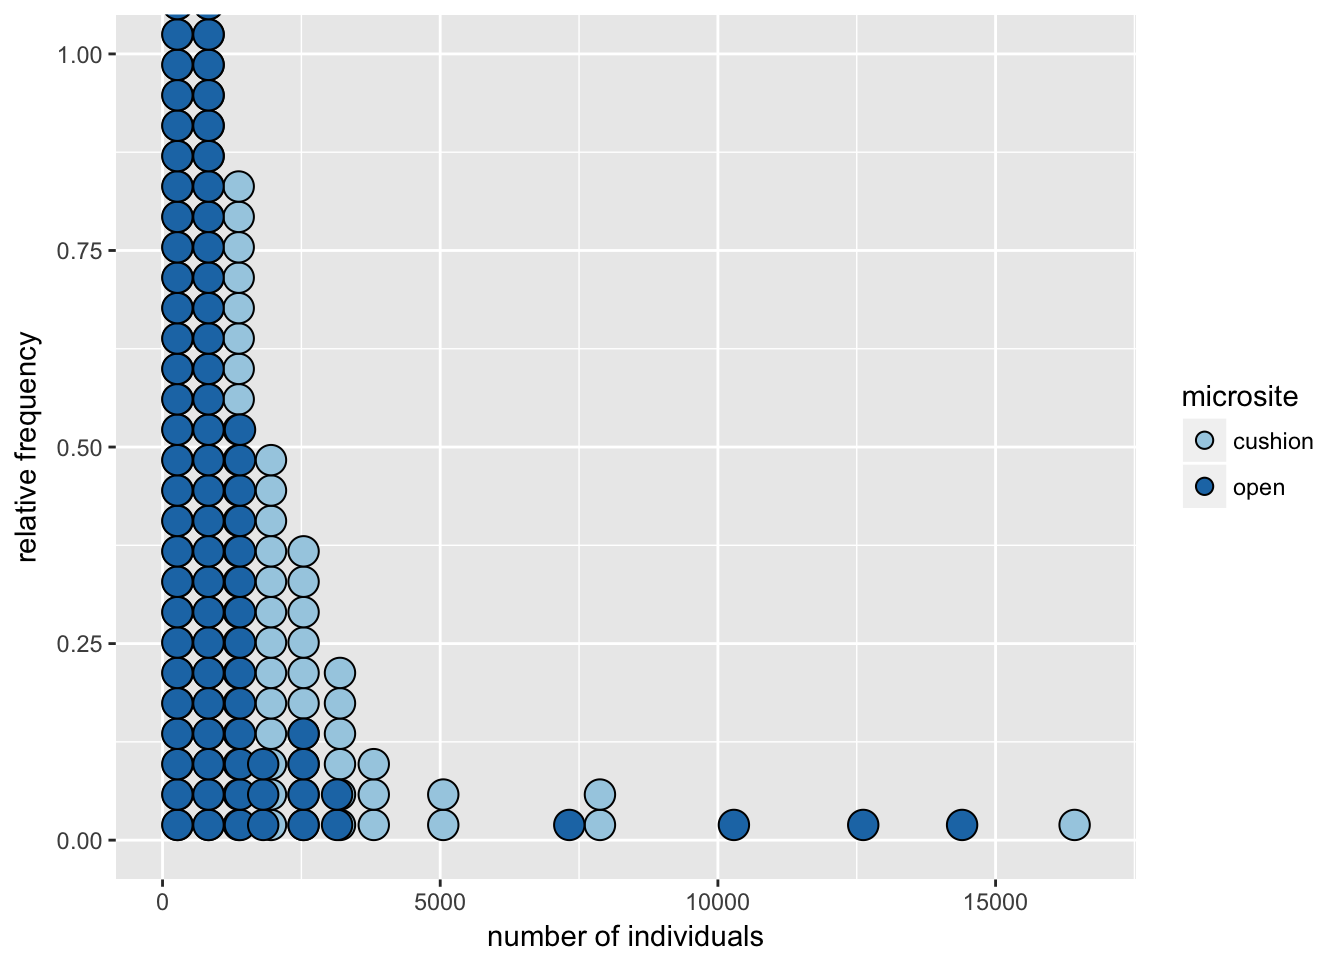 1.00
0.75
0.50
0.25
0.00
relative frequency
0 5000 10000 15000
number of individuals
microsite
cushion
open